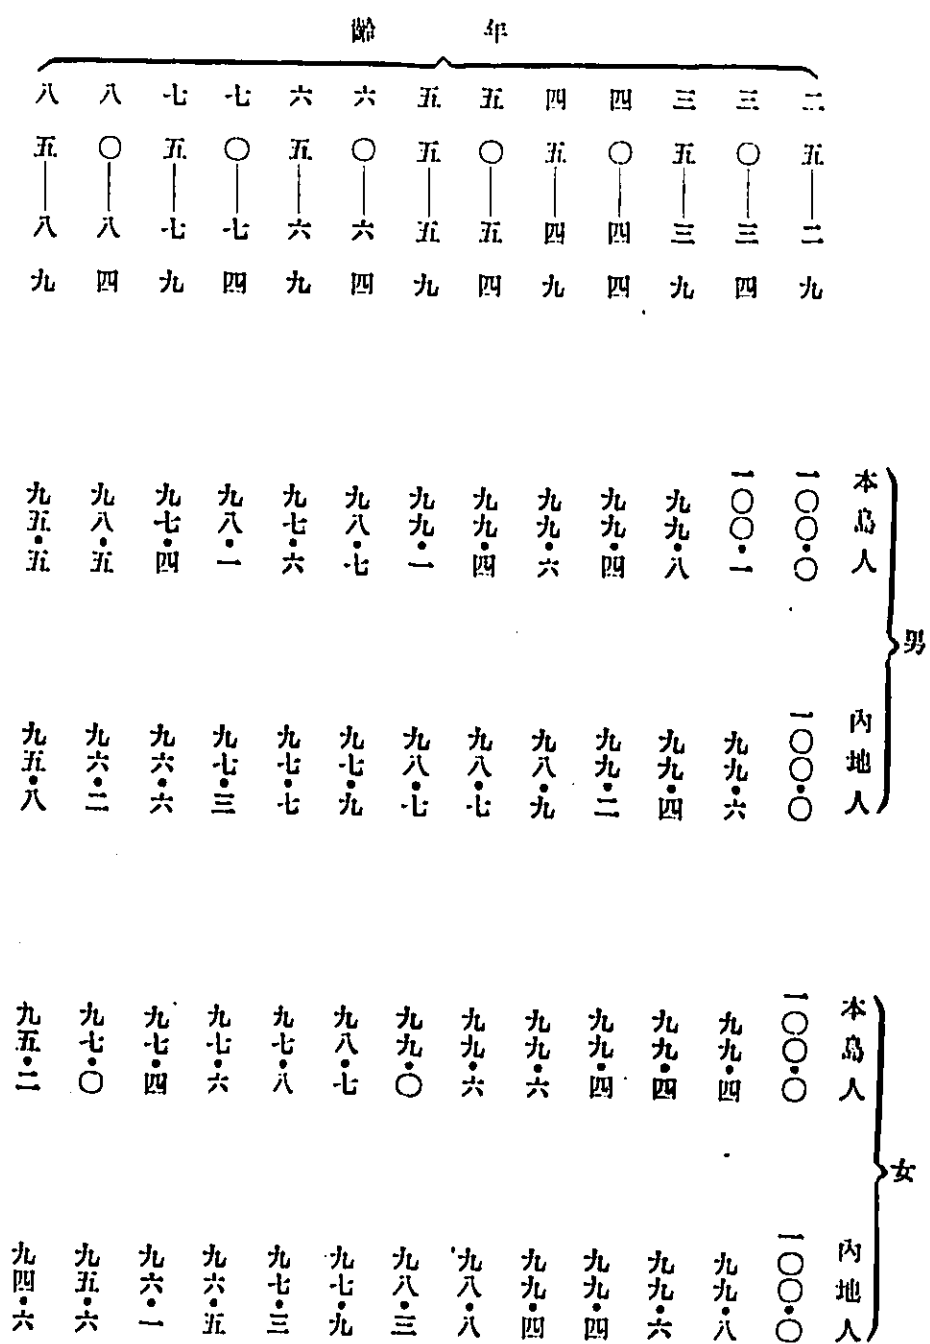 男 女
本島人 內地人 本島人 內地人
年齡
二五―二九 一〇〇・〇 一〇〇・〇 一〇〇・〇 一〇〇・〇
三〇―三四 一〇〇・一 九九・六 九九・四 九九・八
三五―三九 九九・八 九九・四 九九・四 九九・六
四〇―四四 九九・四 九九・二 九九・四 九九・四
四五―四九 九九・六 九八・九 九九・六 九九・四
五〇―五四 九九・四 九八・七 九九・六 九八・八
五五―五九 九九・一 九八・七 九九・〇 九八・三
六〇―六四 九八・七 九七・九 九八・七 九七・九
六五―六九 九七・六 九七・七 九七・八 九七・三
七〇―七四 九八・一 九七・三 九七・六 九六・五
七五―七九 九七・四 九六・六 九七・四 九六・一
八〇―八四 九八・五 九六・二 九七・〇 九五・六
八五―八九 九五・五 九五・八 九五・二 九四・六